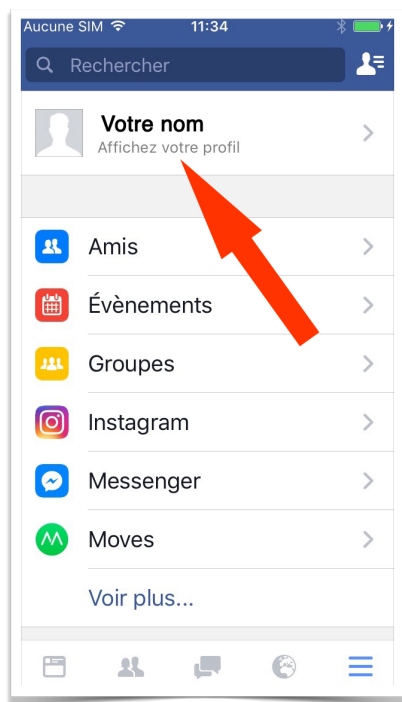 Aucune SIM 11:34
Rechercher
Votre nom
Affichez votre profil
Amis
Évènements
Groupes
Instagram
Messenger
Moves
Voir plus...